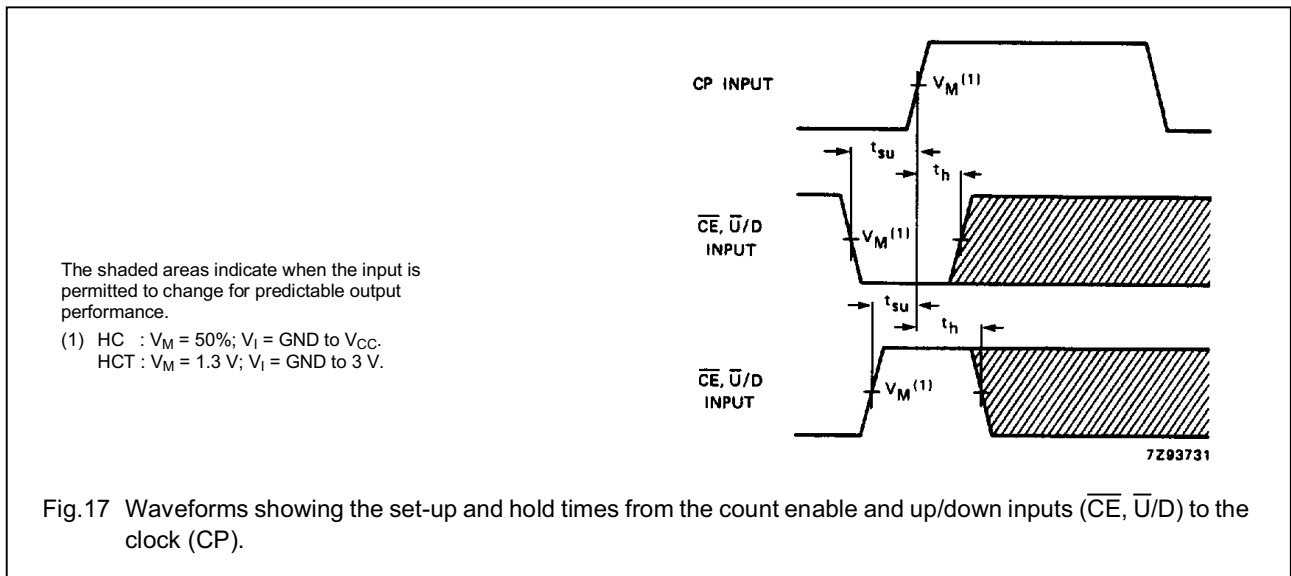 CP INPUT
V_M(1)
t_su
t_h
C̅E̅, U̅/D
INPUT
V_M(1)
The shaded areas indicate when the input is
permitted to change for predictable output
performance.
(1) HC : V_M = 50%; V_I = GND to V_CC.
HCT : V_M = 1.3 V; V_I = GND to 3 V.
t_su
t_h
C̅E̅, U̅/D
INPUT
V_M(1)
7Z93731
Fig.17 Waveforms showing the set-up and hold times from the count enable and up/down inputs (C̅E̅, U̅/D) to the
clock (CP).